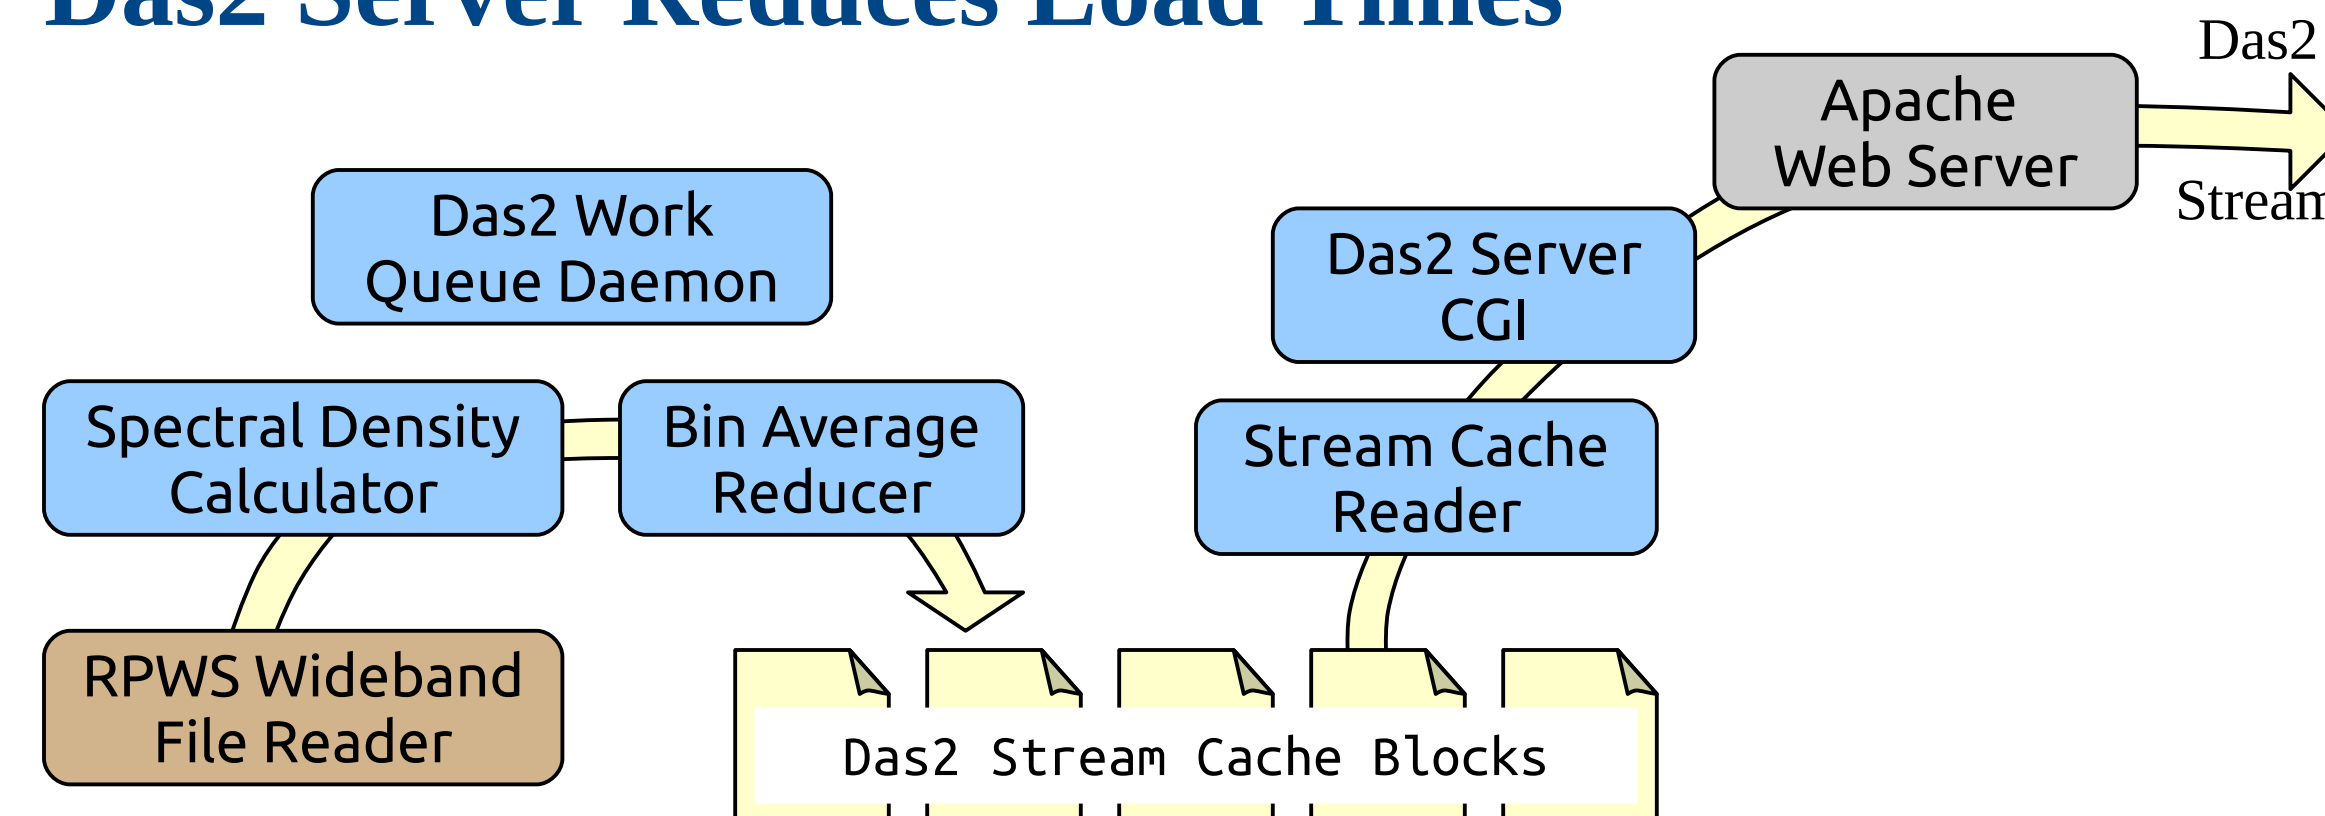 Das2 Server Reduces Load Times
Das2
Apache
Web Server
Stream
Das2 Work
Queue Daemon
Das2 Server
CGI
Spectral Density
Calculator
Bin Average
Reducer
Stream Cache
Reader
RPWS Wideband
File Reader
Das2 Stream Cache Blocks